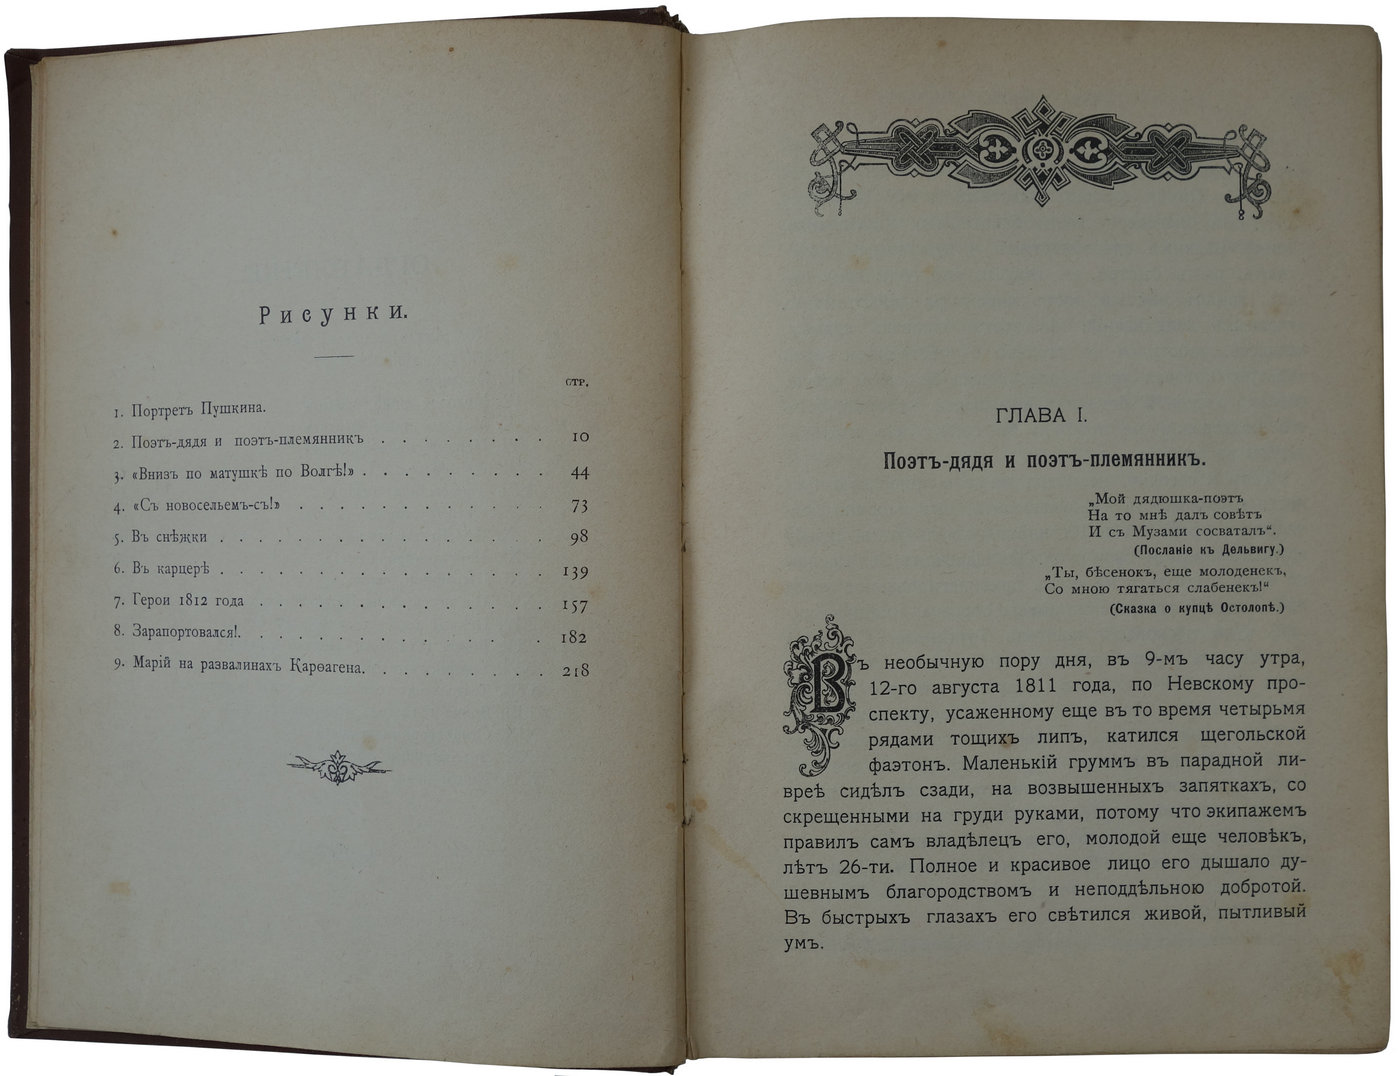 Рисунки.
СТР.
1. Портретъ Пушкина.
2. Поэтъ-дядя и поэтъ-племянникъ . . . . . . . . 10
3. «Внизъ по матушкѣ по Волгѣ!» . . . . . . . . . 44
4. «Съ новосельемъ-съ!» . . . . . . . . . . . . 73
5. Въ снѣжки . . . . . . . . . . . . . . . 98
6. Въ карцерѣ . . . . . . . . . . . . . . . 139
7. Герои 1812 года . . . . . . . . . . . . . 157
8. Зарапортовался!. . . . . . . . . . . . . . 182
9. Марій на развалинахъ Карѳагена. . . . . . . . . 218
ГЛАВА I.
Поэтъ-дядя и поэтъ-племянникъ.
„Мой дядюшка-поэтъ
На то мнѣ далъ совѣтъ
И съ Музами сосваталъ“.
(Посланіе къ Дельвигу.)
„Ты, бѣсенокъ, еще молоденекъ,
Со мною тягаться слабенекъ!“
(Сказка о купцѣ Остолопѣ.)
Въ необычную пору дня, въ 9-мъ часу утра,
12-го августа 1811 года, по Невскому про-
спекту, усаженному еще въ то время четырьмя
рядами тощихъ липъ, катился щегольской
фаэтонъ. Маленькій груммъ въ парадной ли-
вреѣ сидѣлъ сзади, на возвышенныхъ запяткахъ, со
скрещенными на груди руками, потому что экипажемъ
правилъ самъ владѣлецъ его, молодой еще человѣкъ,
лѣтъ 26-ти. Полное и красивое лицо его дышало ду-
шевнымъ благородствомъ и неподдѣльною добротой.
Въ быстрыхъ глазахъ его свѣтился живой, пытливый
умъ.